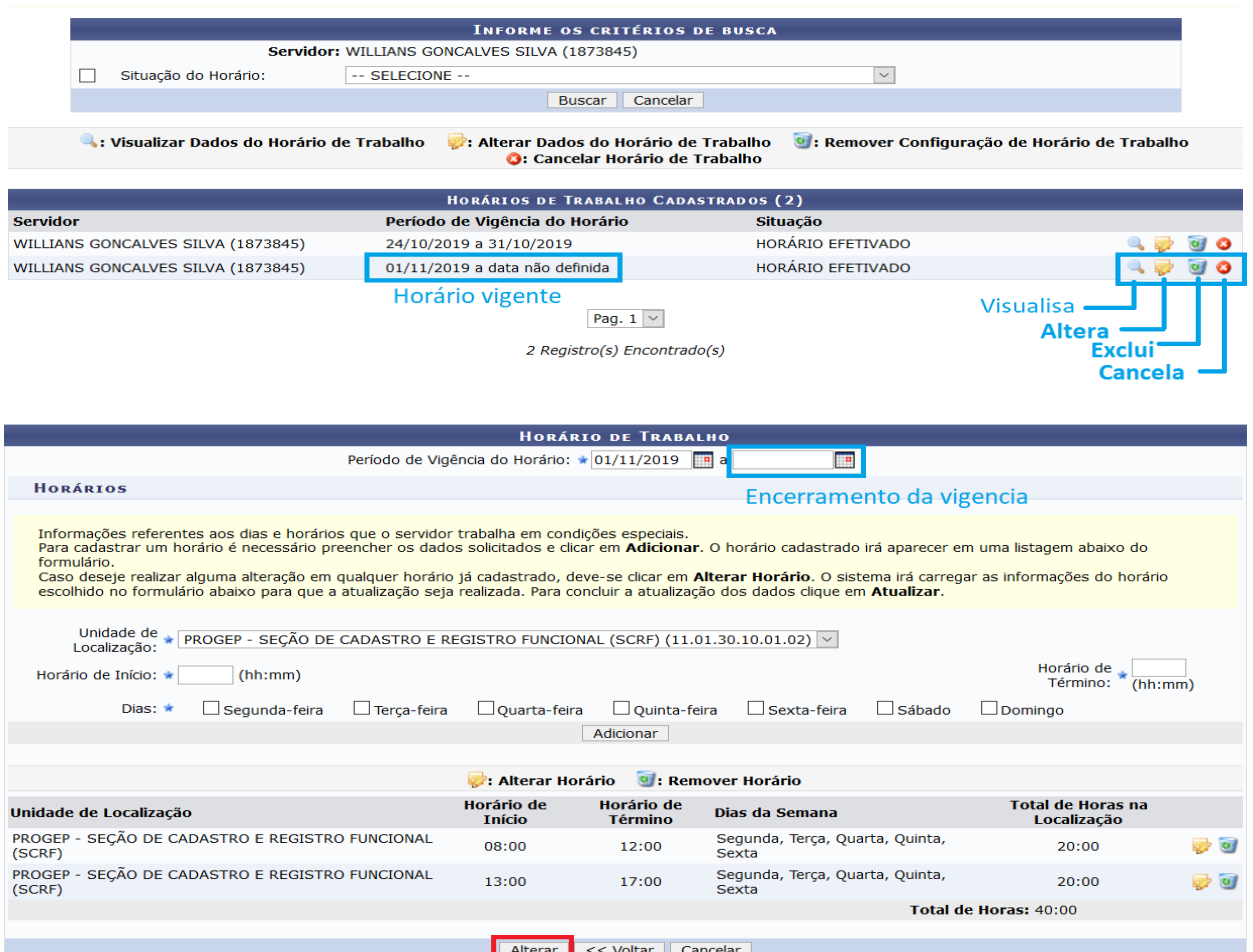 INFORME OS CRITÉRIOS DE BUSCA
Servidor: WILLIANS GONCALVES SILVA (1873845)
Situação do Horário: -- SELECIONE --
Buscar Cancelar
: Visualizar Dados do Horário de Trabalho : Alterar Dados do Horário de Trabalho : Remover Configuração de Horário de Trabalho
: Cancelar Horário de Trabalho
HORÁRIOS DE TRABALHO CADASTRADOS (2)
Servidor Período de Vigência do Horário Situação
WILLIANS GONCALVES SILVA (1873845) 24/10/2019 a 31/10/2019 HORÁRIO EFETIVADO
WILLIANS GONCALVES SILVA (1873845) 01/11/2019 a data não definida HORÁRIO EFETIVADO
Horário vigente
Visualisa
Pag. 1
Altera
2 Registro(s) Encontrado(s)
Exclui
Cancela
HORÁRIO DE TRABALHO
Período de Vigência do Horário: 01/11/2019 a
HORÁRIOS
Encerramento da vigencia
Informações referentes aos dias e horários que o servidor trabalha em condições especiais.
Para cadastrar um horário é necessário preencher os dados solicitados e clicar em Adicionar. O horário cadastrado irá aparecer em uma listagem abaixo do
formulário.
Caso deseje realizar alguma alteração em qualquer horário já cadastrado, deve-se clicar em Alterar Horário. O sistema irá carregar as informações do horário
escolhido no formulário abaixo para que a atualização seja realizada. Para concluir a atualização dos dados clique em Atualizar.
Unidade de
Localização: PROGEP - SEÇÃO DE CADASTRO E REGISTRO FUNCIONAL (SCRF) (11.01.30.10.01.02)
Horário de Início: (hh:mm)
Horário de
Término: (hh:mm)
Dias: Segunda-feira Terça-feira Quarta-feira Quinta-feira Sexta-feira Sábado Domingo
Adicionar
: Alterar Horário : Remover Horário
Unidade de Localização Horário de Início Horário de Término Dias da Semana Total de Horas na Localização
PROGEP - SEÇÃO DE CADASTRO E REGISTRO FUNCIONAL
(SCRF) 08:00 12:00 Segunda, Terça, Quarta, Quinta, Sexta 20:00
PROGEP - SEÇÃO DE CADASTRO E REGISTRO FUNCIONAL
(SCRF) 13:00 17:00 Segunda, Terça, Quarta, Quinta, Sexta 20:00
Total de Horas: 40:00
Alterar << Voltar Cancelar